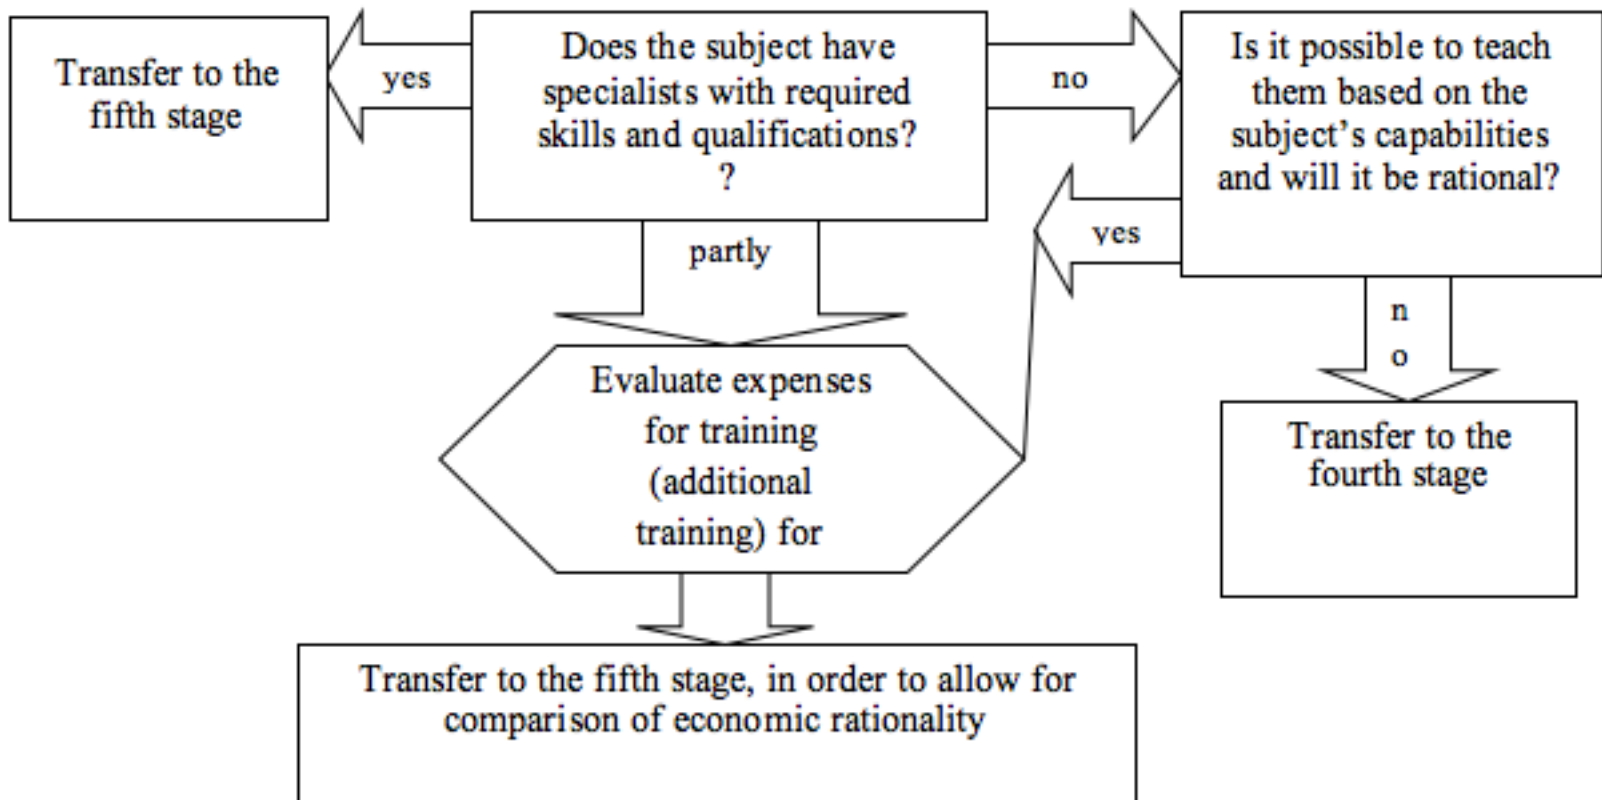 Transfer to the
fifth stage
yes
Does the subject have
specialists with required
skills and qualifications?
?
no
Is it possible to teach
them based on the
subject’s capabilities
and will it be rational?
partly
yes
n
o
Evaluate expenses
for training
(additional
training) for
Transfer to the
fourth stage
Transfer to the fifth stage, in order to allow for
comparison of economic rationality